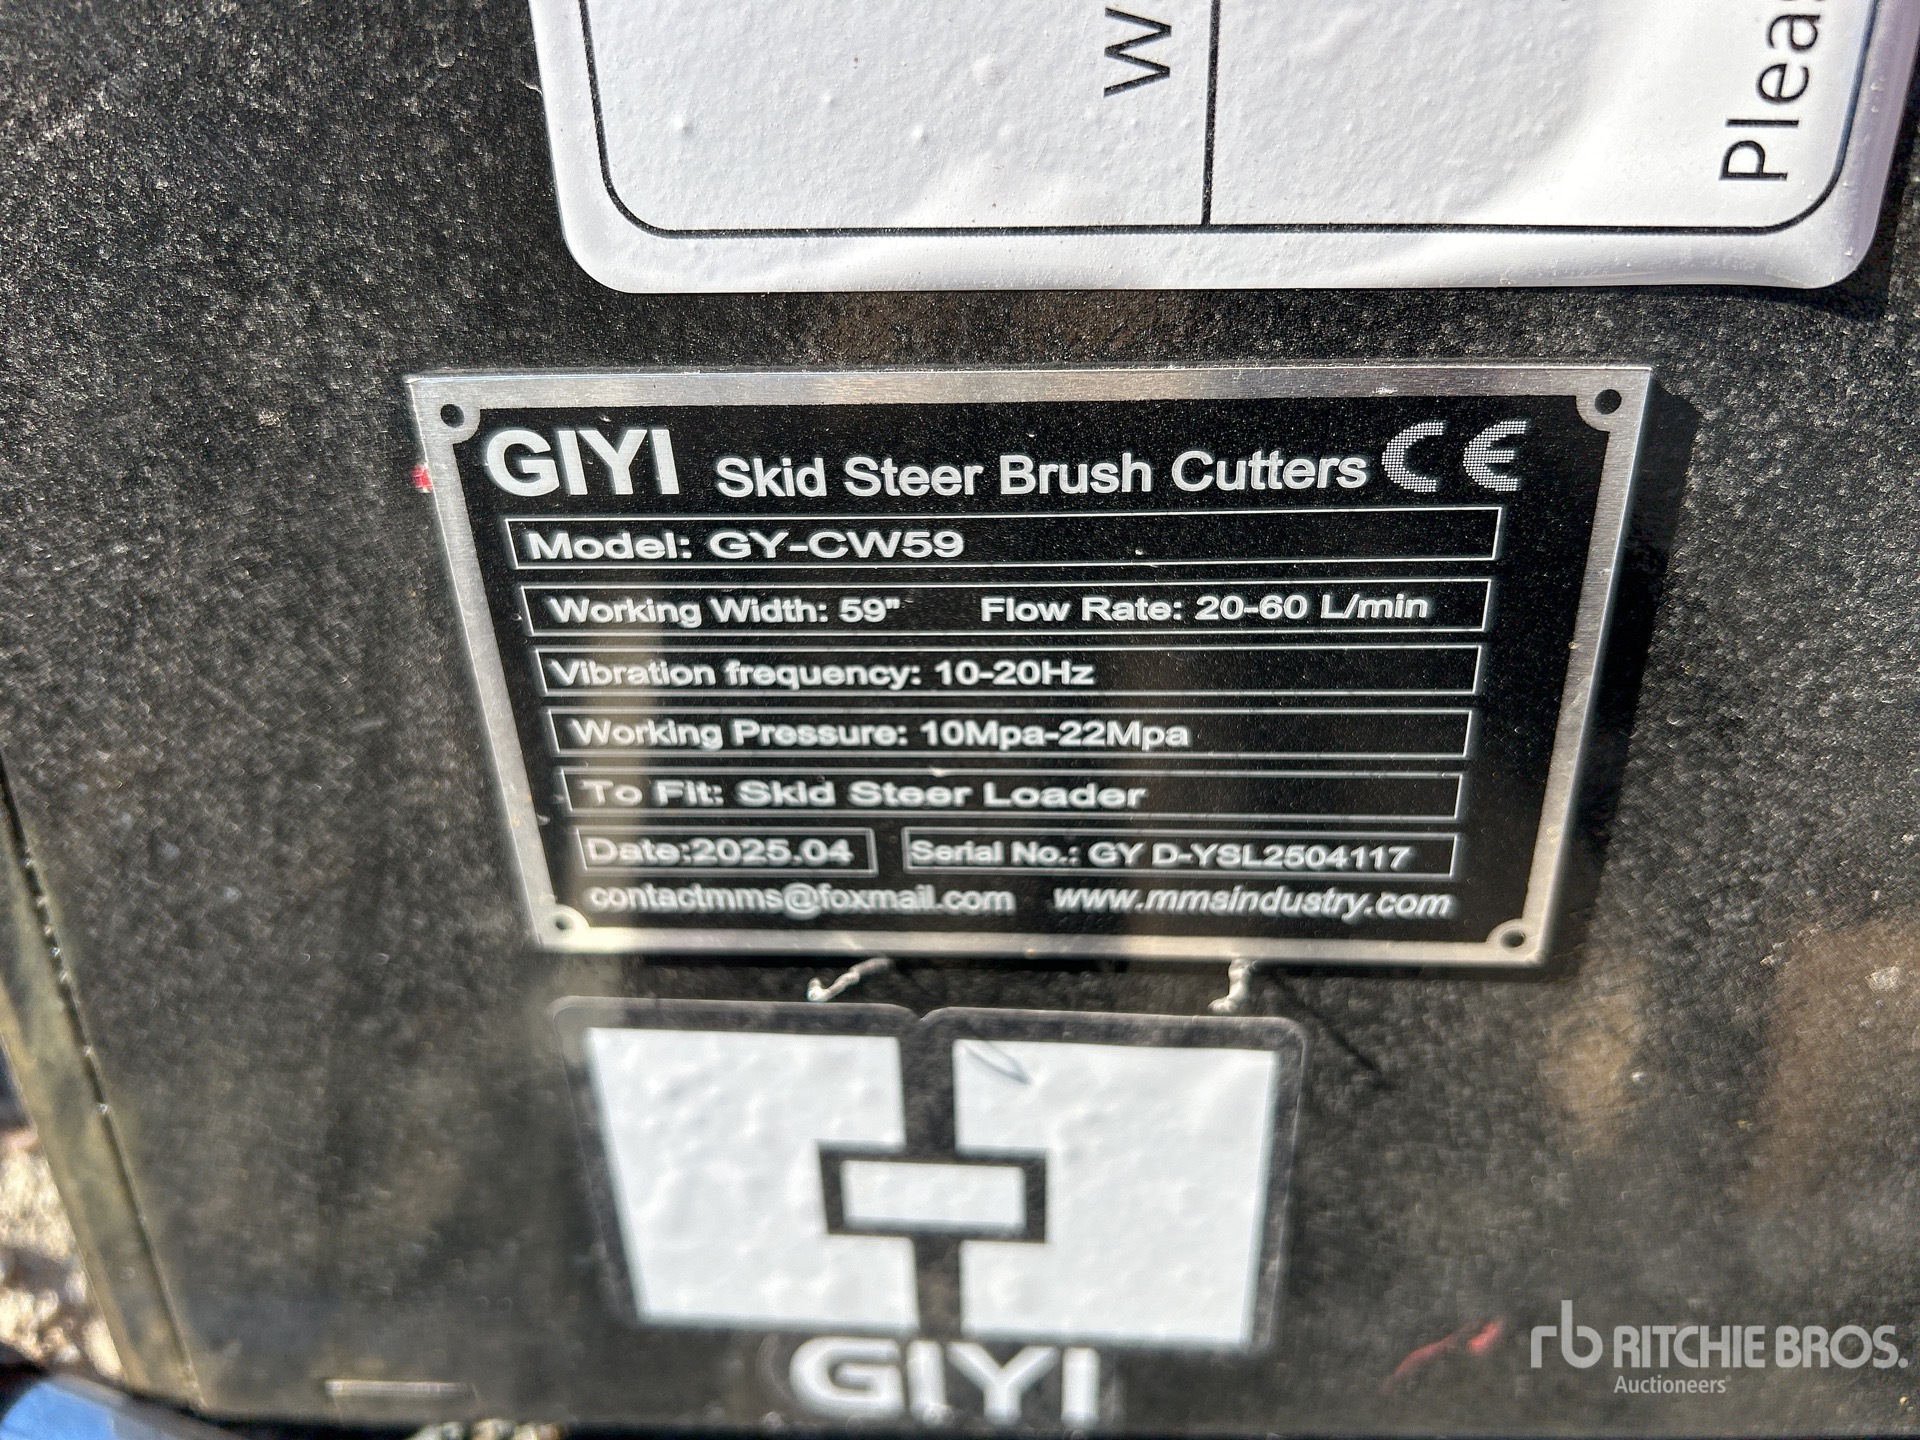 W
Pleas
GIYI Skid Steer Brush Cutters CE
Model: GY-CW59
Working Width: 59" Flow Rate: 20-60 L/min
Vibration frequency: 10-20Hz
Working Pressure: 10Mpa-22Mpa
To Fit: Skid Steer Loader
Date:2025.04 Serial No.: GY D-YSL2504117
contactmms@foxmail.com www.mmsindustry.com
GIYI
rb RITCHIE BROS.
Auctioneers